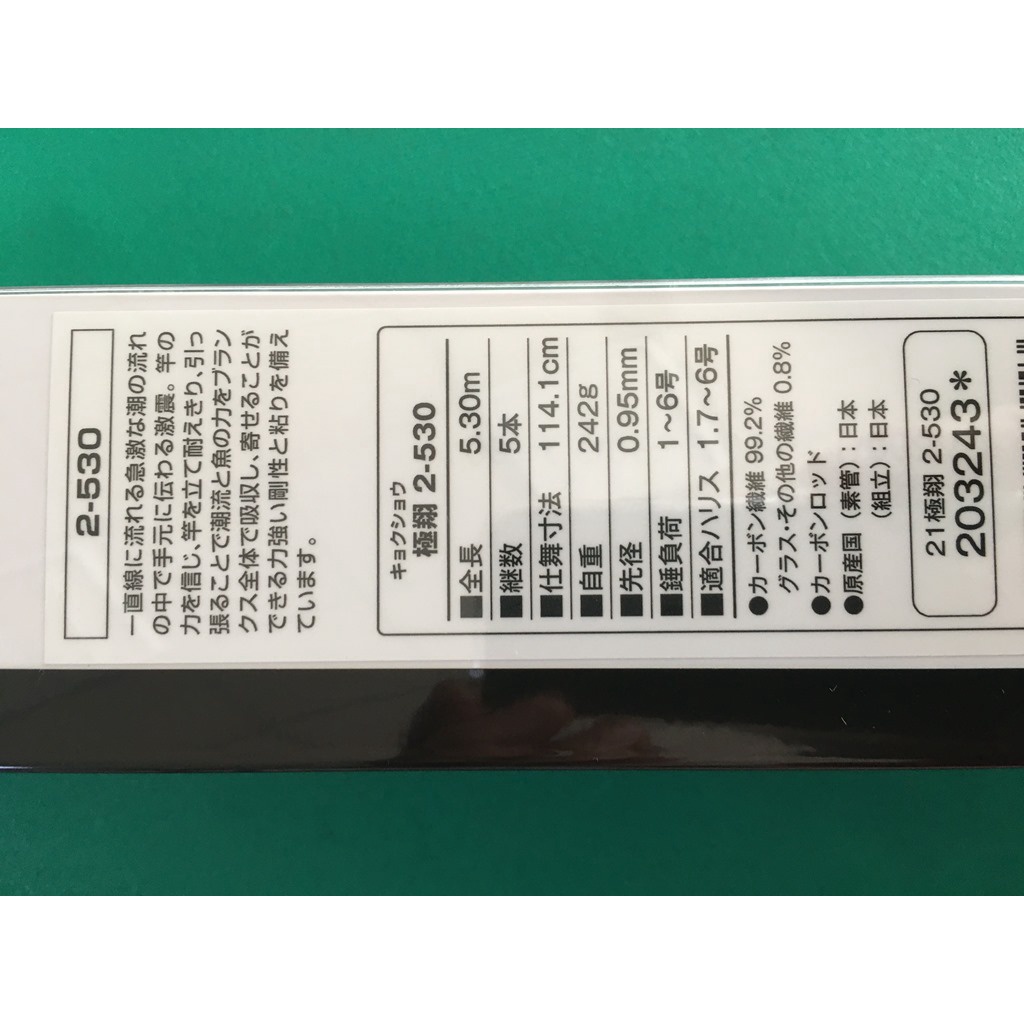 2-530
一直線に流れる急激な潮の流れ
の中で手元に伝わる激震。竿の
力を信じ、竿を立て耐えきり、引っ
張ることで潮流と魚の力をブラン
クス全体で吸収し、寄せることが
できる力強い剛性と粘りを備え
ています。
キョクショウ
極翔 2-530
■全長 5.30m
■継数 5本
■仕舞寸法 114.1cm
■自重 242g
■先径 0.95mm
■錘負荷 1~6号
■適合ハリス 1.7~6号
●カーボン繊維 99.2%
グラス・その他の繊維 0.8%
●カーボンロッド
●原産国（素管）:日本
（組立）:日本
21極翔 2-530
203243*